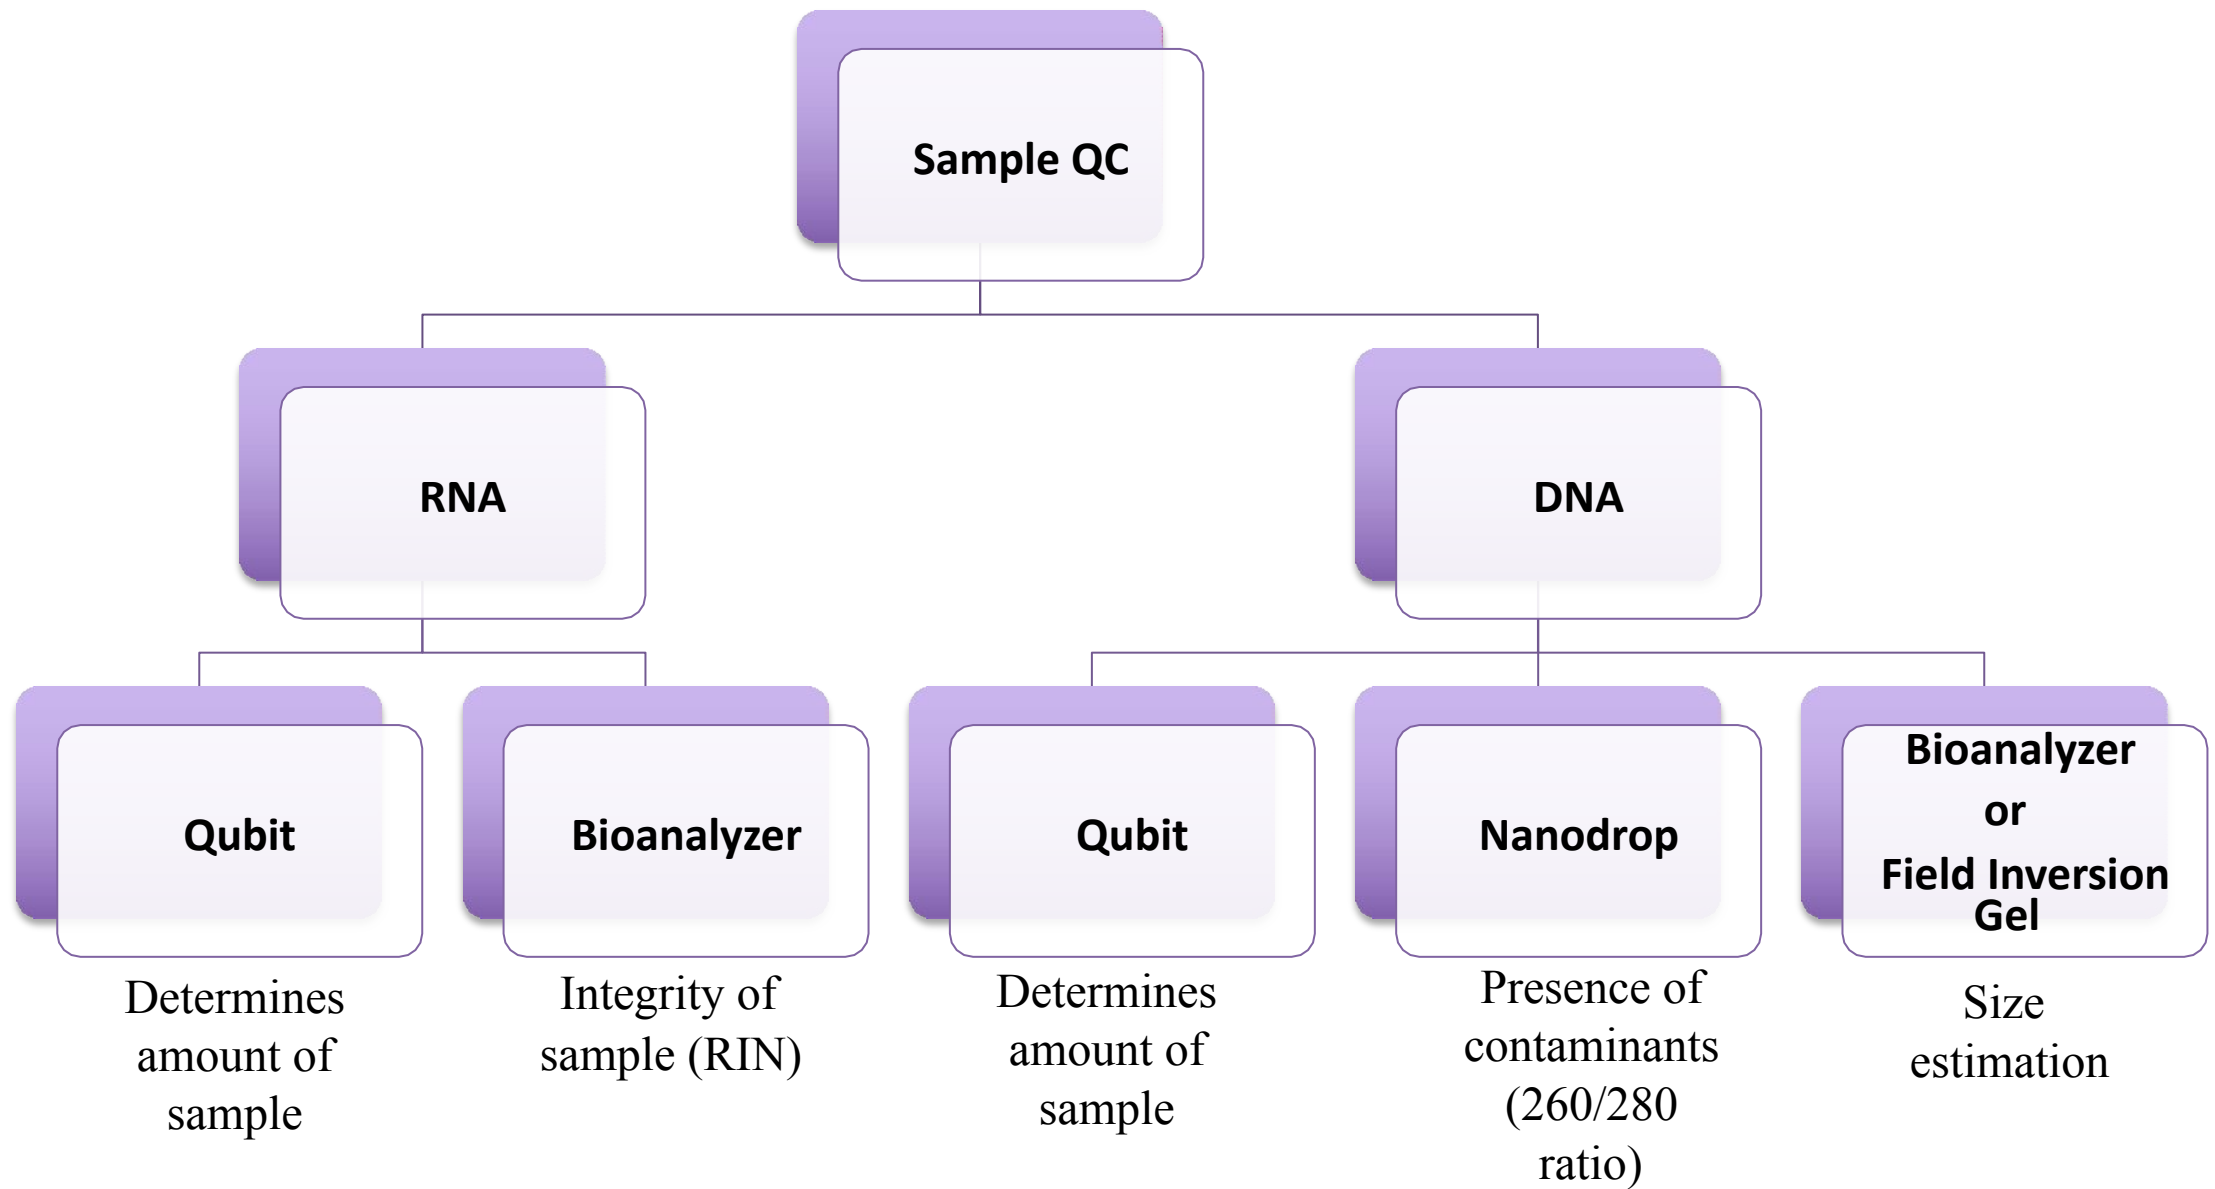 Sample QC
RNA
DNA
Qubit
Bioanalyzer
Qubit
Nanodrop
Bioanalyzer
or
Field Inversion
Gel
Determines
amount of
sample
Integrity of
sample (RIN)
Determines
amount of
sample
Presence of
contaminants
(260/280
ratio)
Size
estimation